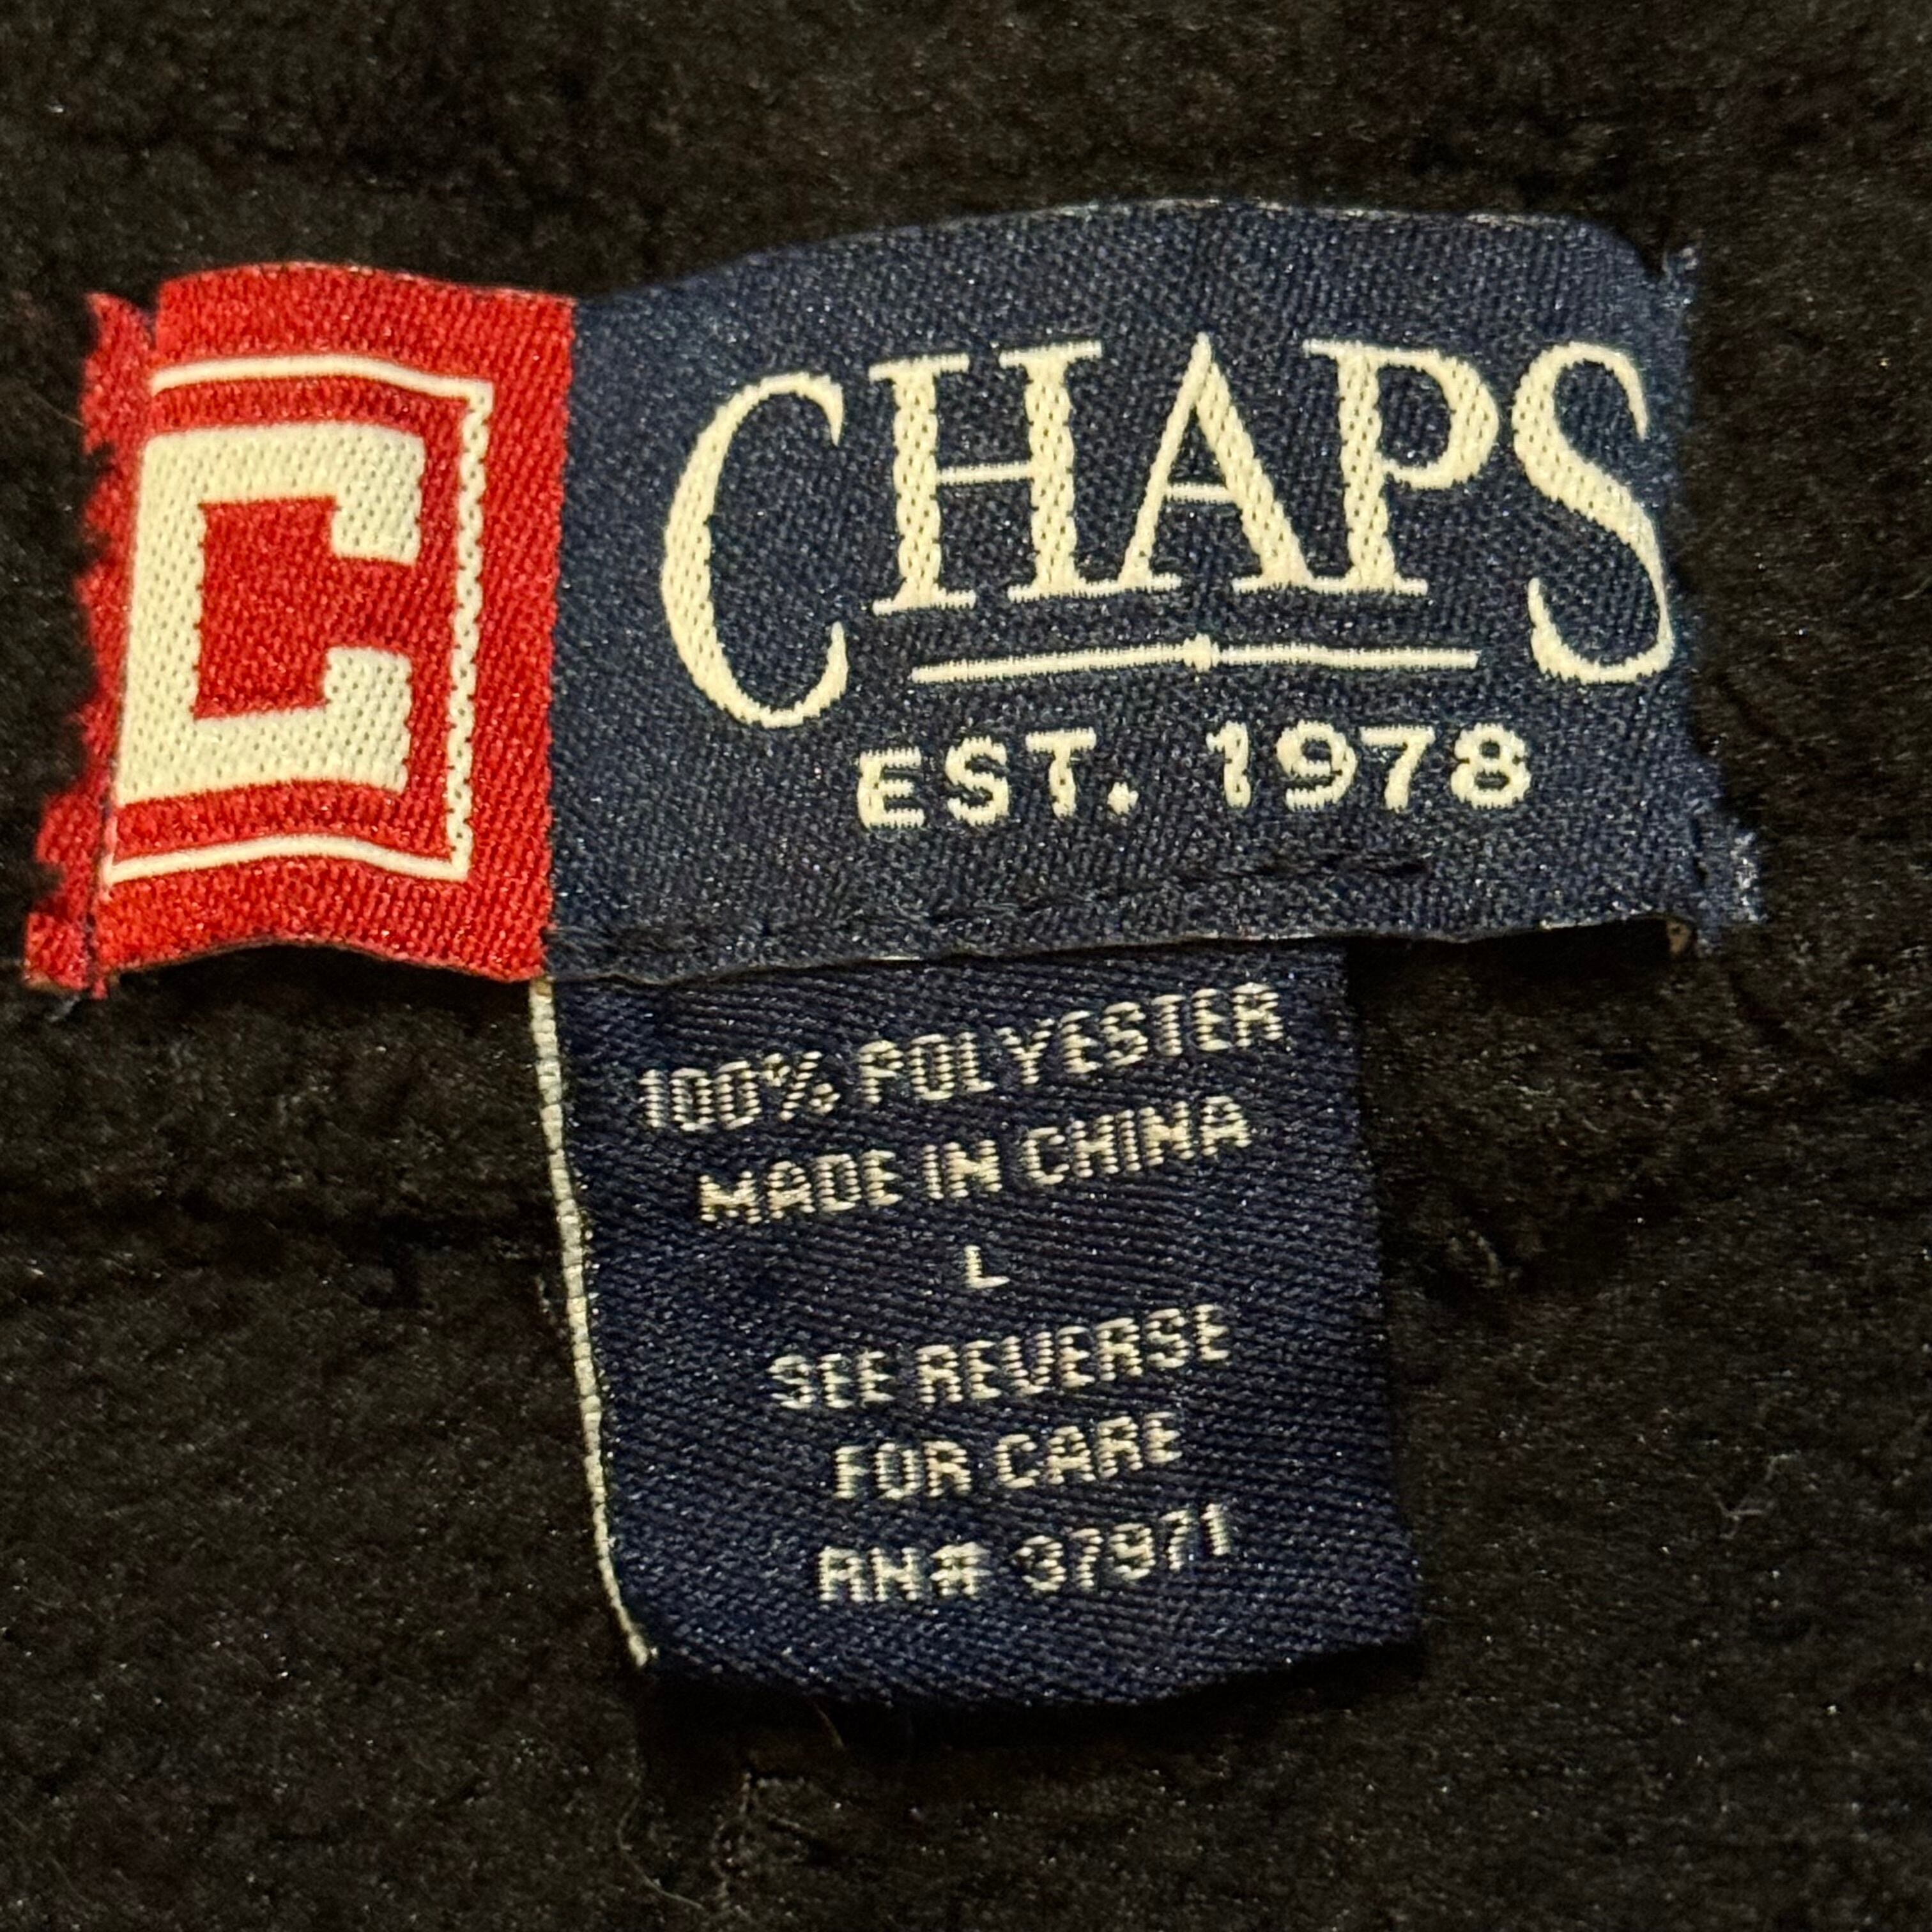 C
CHAPS
EST. 1978
100% POLYESTER
MADE IN CHINA
L
SEE REVERSE
FOR CARE
RN# 37971